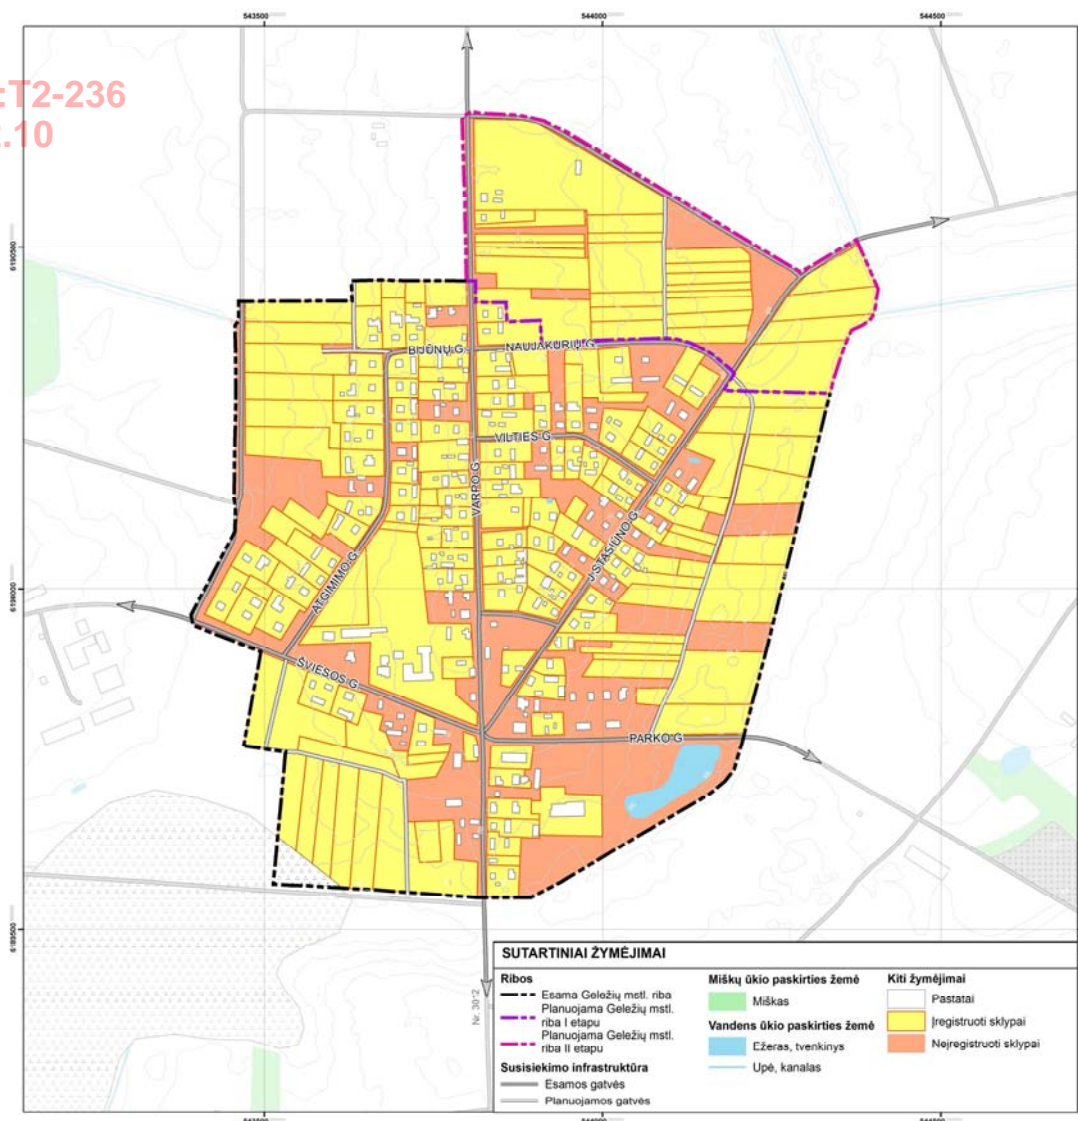 543500
544000
544500
:T2-236
.10
6190500
BIJŪNŲ G.
NAUJAKURIŲ G.
VILTIES G.
VARPO G.
J.STASIŪNO G.
ATGIMIMO G.
6190000
ŠVIESOS G.
PARKO G.
6189500
Nr. 3012
SUTARTINIAI ŽYMĖJIMAI
Ribos
Esama Geležių mstl. riba
Planuojama Geležių mstl.
riba I etapu
Planuojama Geležių mstl.
riba II etapu
Susisiekimo infrastruktūra
Esamos gatvės
Planuojamos gatvės
Miškų ūkio paskirties žemė
Miškas
Vandens ūkio paskirties žemė
Ežeras, tvenkinys
Upė, kanalas
Kiti žymėjimai
Pastatai
Įregistruoti sklypai
Neįregistruoti sklypai